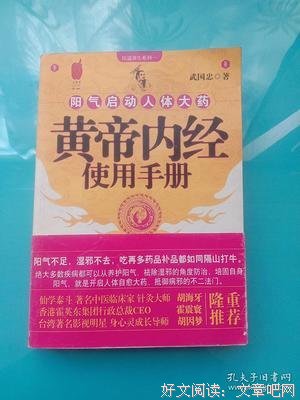 武国忠 著
阳气启动人体大药
黄帝内经
使用手册
阳气不足，湿邪不去，吃再多药品补品都如同隔山打牛。
绝大多数疾病都可以从养护阳气、祛除湿邪的角度防治，培固自身
阳气，就是开启人体自愈大药、抵御病邪的不二法门。
仙学泰斗 著名中医临床家 针灸大师 胡海牙
香港霍英东集团行政总裁CEO 霍震寰
台湾著名影视明星 身心灵成长导师 胡因梦
隆重
推荐
孔夫子旧书网
好文阅读：文章吧网